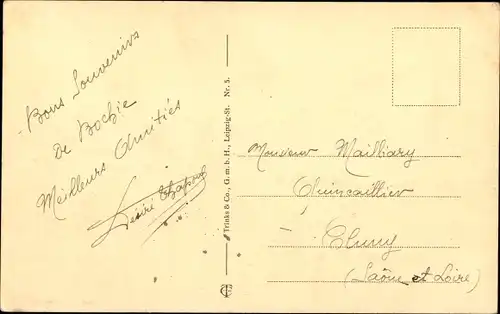 Bons Souvenirs
De Bochie
Meilleurs Amitiés
Désiré
Trinks & Co., G. m. b. H., Leipzig-St. Nr. 5.
Monsieur Mailliary
Quincaillier
Cluny
(Saône et Loire)